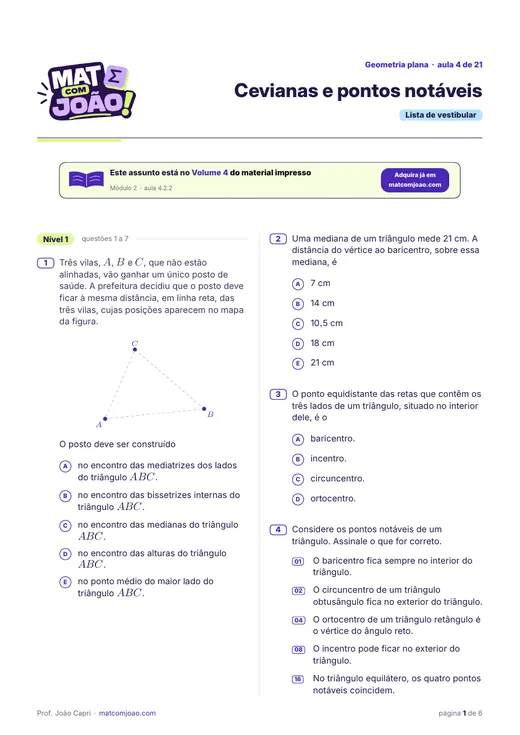 MAT Σ
COM
JOÃO!
Geometria plana · aula 4 de 21
Cevianas e pontos notáveis
Lista de vestibular
Este assunto está no Volume 4 do material impresso
Módulo 2 · aula 4.2.2
Adquira já em
matcomjoao.com
Nível 1 questões 1 a 7
1 Três vilas, A, B e C, que não estão
alinhadas, vão ganhar um único posto de
saúde. A prefeitura decidiu que o posto deve
ficar à mesma distância, em linha reta, das
três vilas, cujas posições aparecem no mapa
da figura.
C
B
A
O posto deve ser construído
A no encontro das mediatrizes dos lados
do triângulo ABC.
B no encontro das bissetrizes internas do
triângulo ABC.
C no encontro das medianas do triângulo
ABC.
D no encontro das alturas do triângulo
ABC.
E no ponto médio do maior lado do
triângulo ABC.
2 Uma mediana de um triângulo mede 21 cm. A
distância do vértice ao baricentro, sobre essa
mediana, é
A 7 cm
B 14 cm
C 10,5 cm
D 18 cm
E 21 cm
3 O ponto equidistante das retas que contêm os
três lados de um triângulo, situado no interior
dele, é o
A baricentro.
B incentro.
C circuncentro.
D ortocentro.
4 Considere os pontos notáveis de um
triângulo. Assinale o que for correto.
01 O baricentro fica sempre no interior do
triângulo.
02 O circuncentro de um triângulo
obtusângulo fica no exterior do triângulo.
04 O ortocentro de um triângulo retângulo é
o vértice do ângulo reto.
08 O incentro pode ficar no exterior do
triângulo.
16 No triângulo equilátero, os quatro pontos
notáveis coincidem.
Prof. João Capri · matcomjoao.com
página 1 de 6